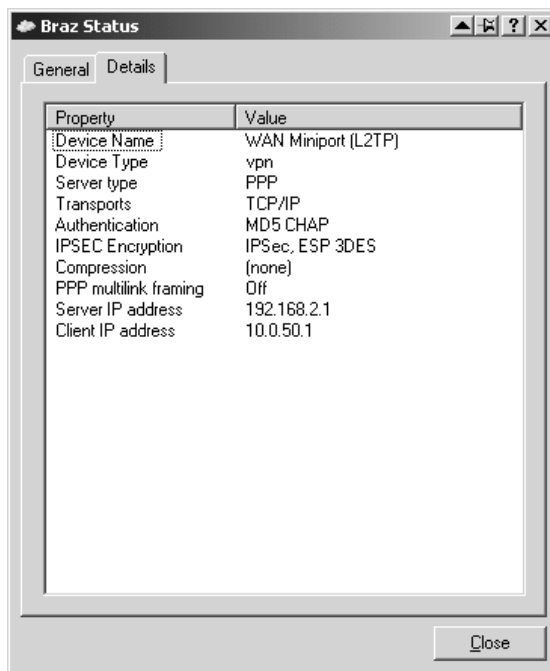 Braz Status
General Details
Property Value
Device Name WAN Miniport (L2TP)
Device Type vpn
Server type PPP
Transports TCP/IP
Authentication MD5 CHAP
IPSEC Encryption IPSec, ESP 3DES
Compression (none)
PPP multilink framing Off
Server IP address 192.168.2.1
Client IP address 10.0.50.1
Close